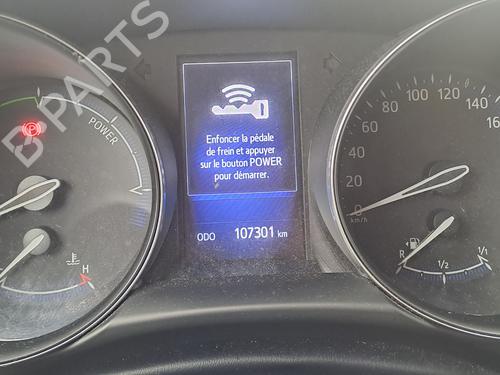 B PARTS
POWER
Enfoncer la pédale
de frein et appuyer
sur le bouton POWER
pour démarrer.
ODO 107301 km
H
0
20
40
60
80
100
120
140
16
km/h
R
1/2
1/1